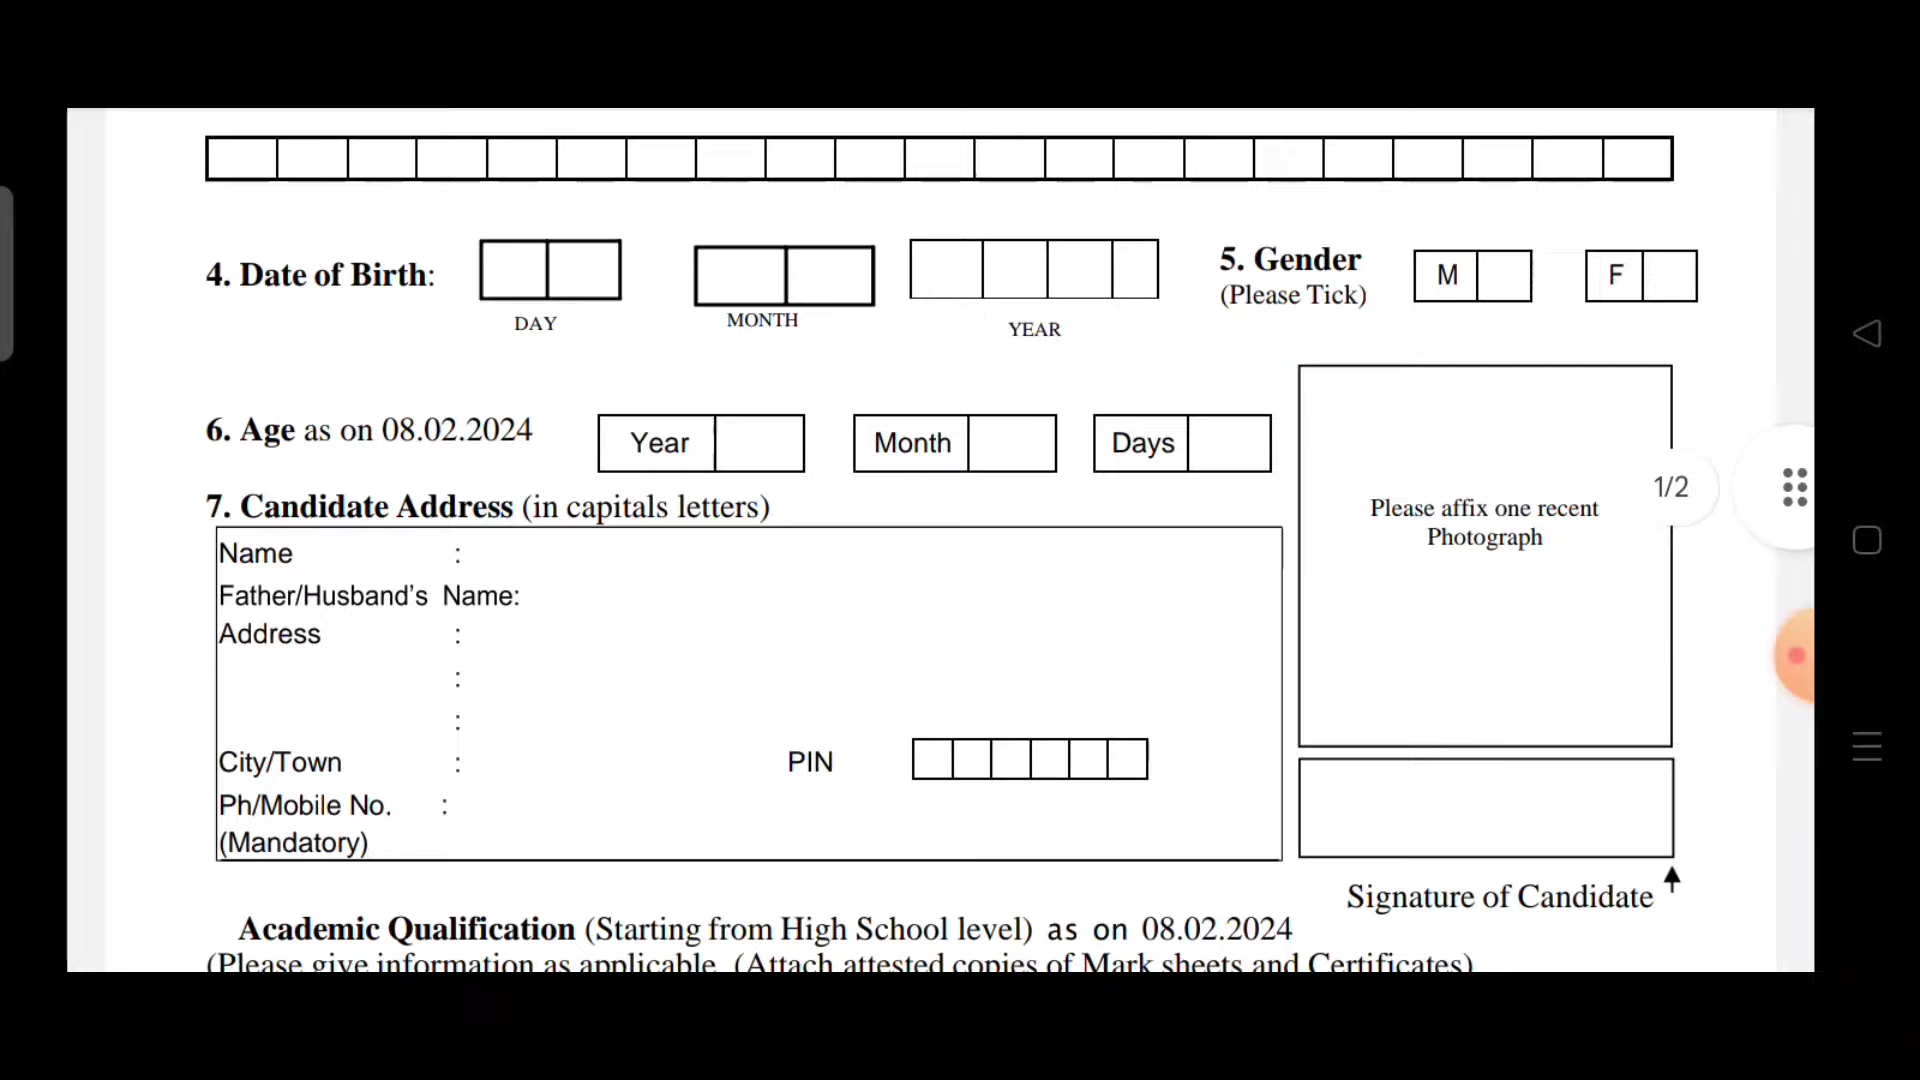 4. Date of Birth:
DAY
MONTH
YEAR
5. Gender
(Please Tick)
M
F
6. Age as on 08.02.2024
Year
Month
Days
7. Candidate Address (in capitals letters)
Name :
Father/Husband’s Name:
Address :
:
:
City/Town :
PIN
Ph/Mobile No. :
(Mandatory)
Please affix one recent
Photograph
1/2
Signature of Candidate
Academic Qualification (Starting from High School level) as on 08.02.2024
(Please give information as applicable. (Attach attested copies of Mark sheets and Certificates)